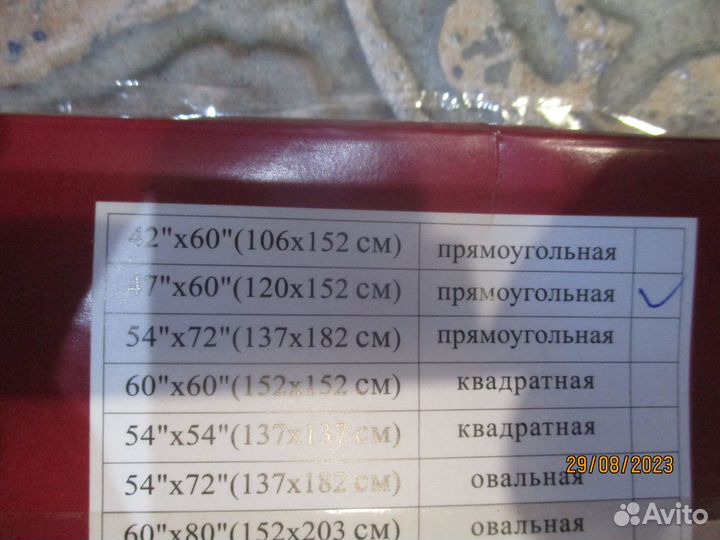 42"x60"(106x152 см) прямоугольная
47"x60"(120x152 см) прямоугольная
54"x72"(137x182 см) прямоугольная
60"x60"(152x152 см) квадратная
54"x54"(137x137 см) квадратная
54"x72"(137x182 см) овальная
60"x80"(152x203 см) овальная
29/08/2023
Avito